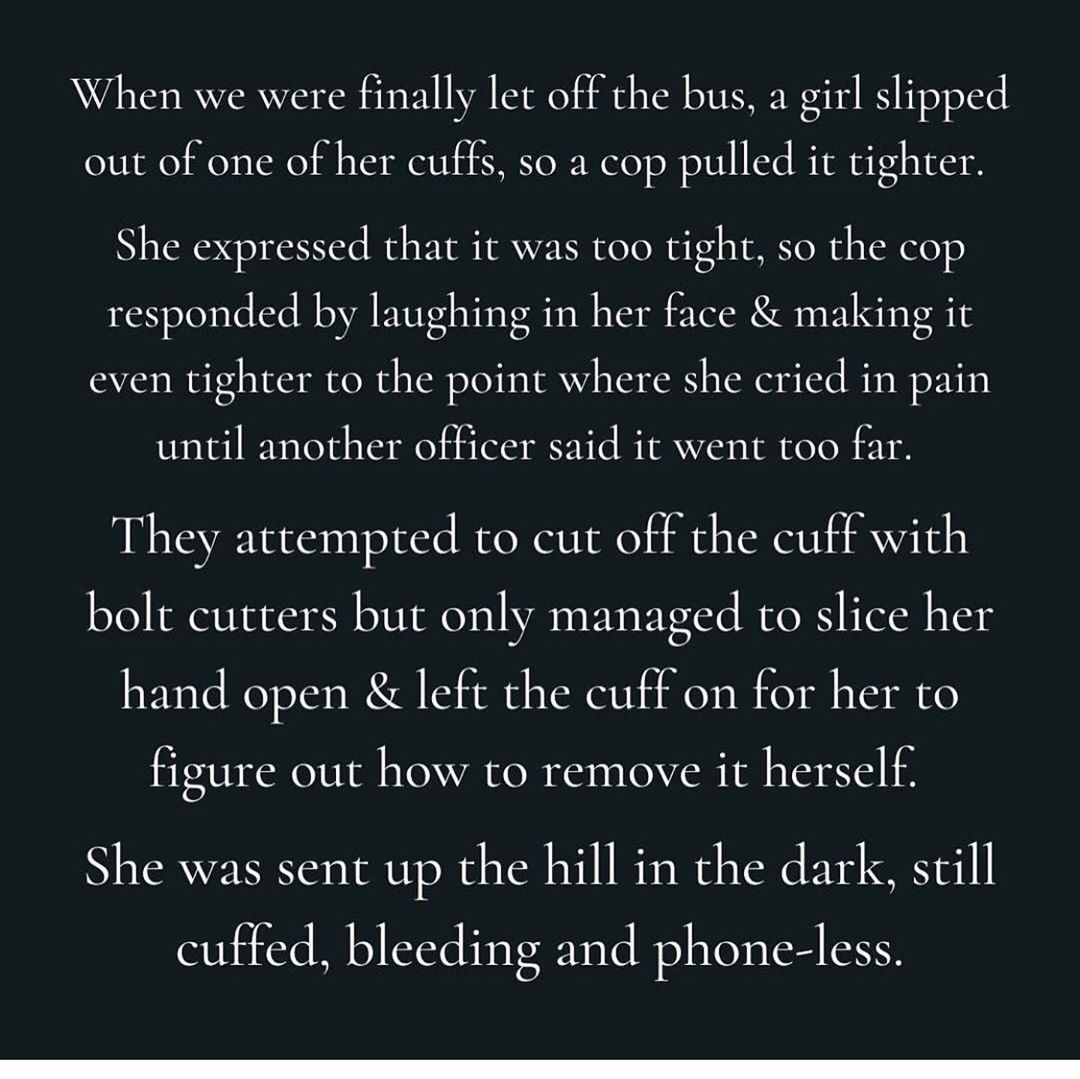 When we were finally let off the bus, a girl slipped
out of one of her cuffs, so a cop pulled it tighter.
She expressed that it was too tight, so the cop
responded by laughing in her face & making it
even tighter to the point where she cried in pain
until another officer said it went too far.
They attempted to cut off the cuff with
bolt cutters but only managed to slice her
hand open & left the cuff on for her to
figure out how to remove it herself.
She was sent up the hill in the dark, still
cuffed, bleeding and phone-less.